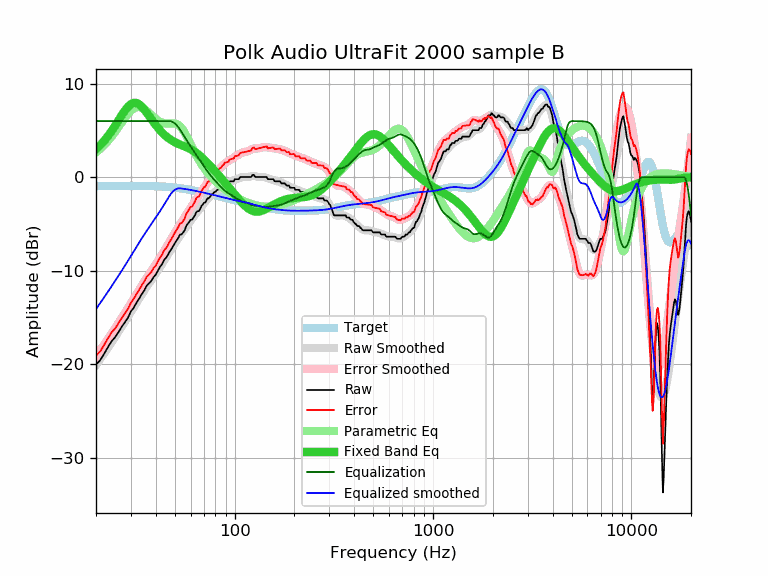 Polk Audio UltraFit 2000 sample B
Amplitude (dBr)
10
0
−10
−20
−30
Target
Raw Smoothed
Error Smoothed
Raw
Error
Parametric Eq
Fixed Band Eq
Equalization
Equalized smoothed
100
1000
10000
Frequency (Hz)